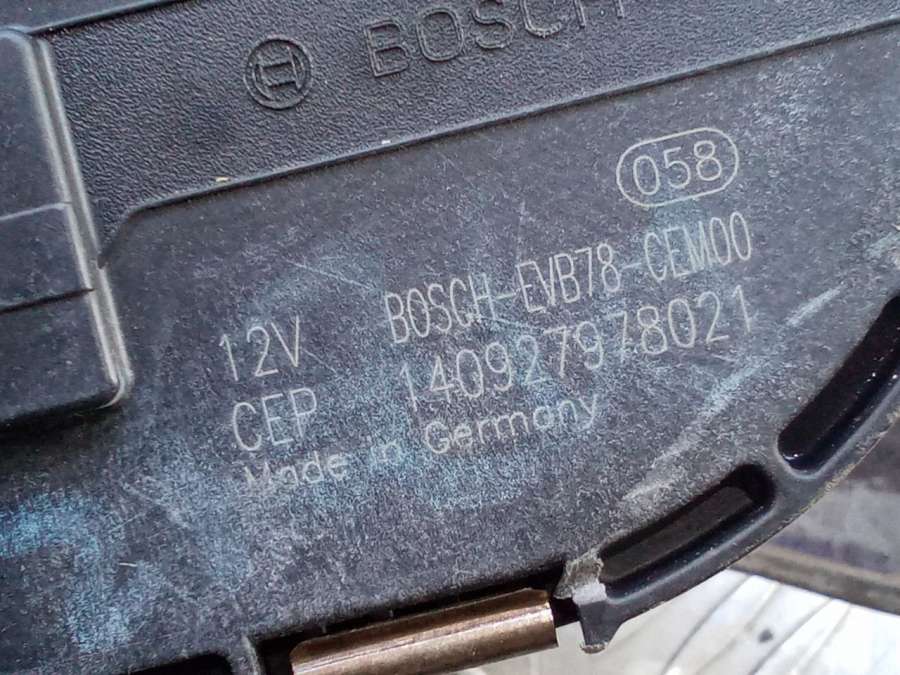 BOSCH
058
12V BOSCH-EVB78-CEM00
CEP 140927978021
Made in Germany